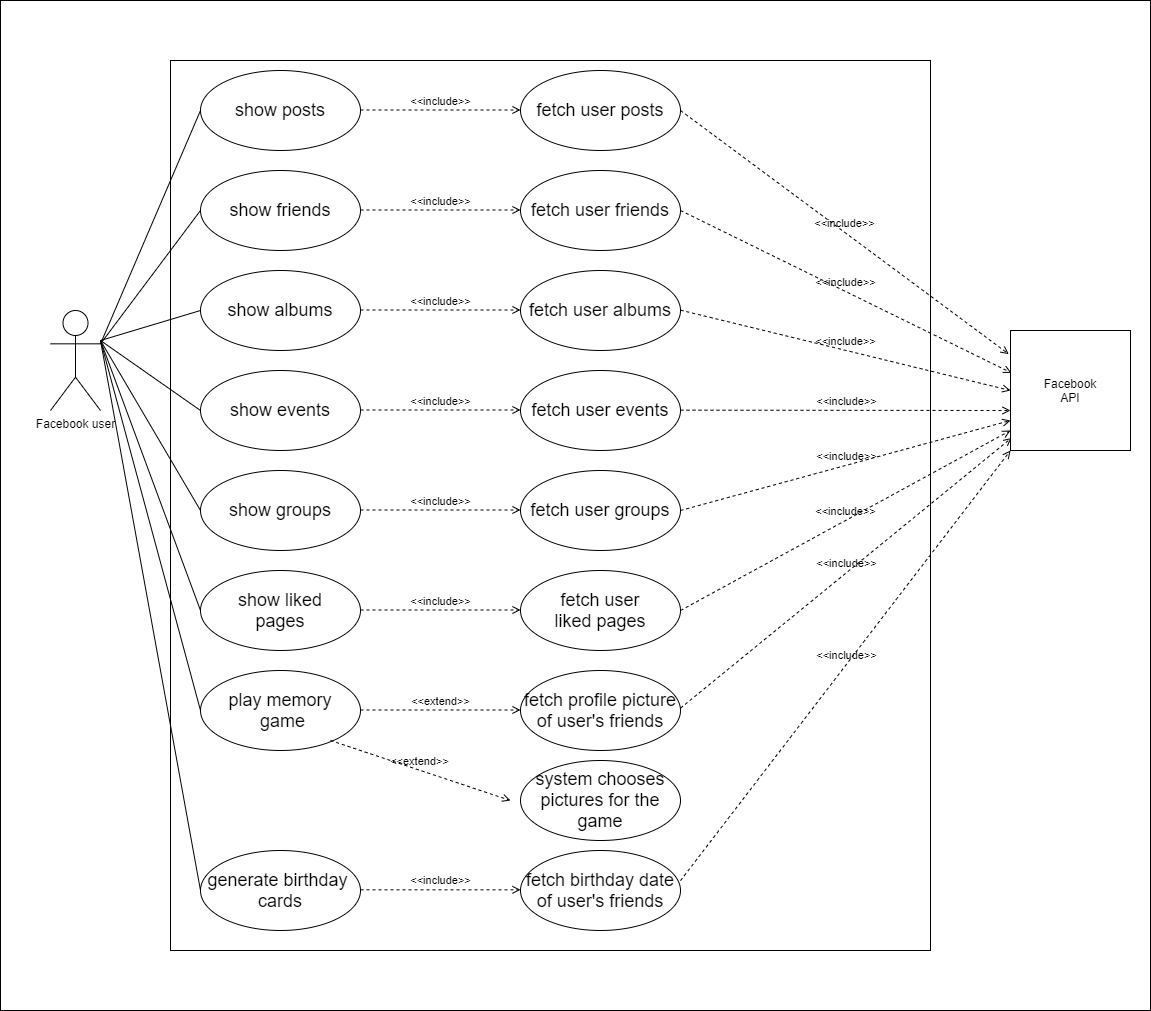 show posts
<<include>>
fetch user posts
show friends
<<include>>
fetch user friends
<<include>>
show albums
<<include>>
fetch user albums
<<include>>
<<include>>
Facebook user
show events
<<include>>
fetch user events
<<include>>
Facebook
API
show groups
<<include>>
fetch user groups
<<include>>
<<include>>
show liked
pages
<<include>>
fetch user
liked pages
<<include>>
play memory
game
<<extend>>
fetch profile picture
of user's friends
<<include>>
<<extend>>
system chooses
pictures for the
game
generate birthday
cards
<<include>>
fetch birthday date
of user's friends